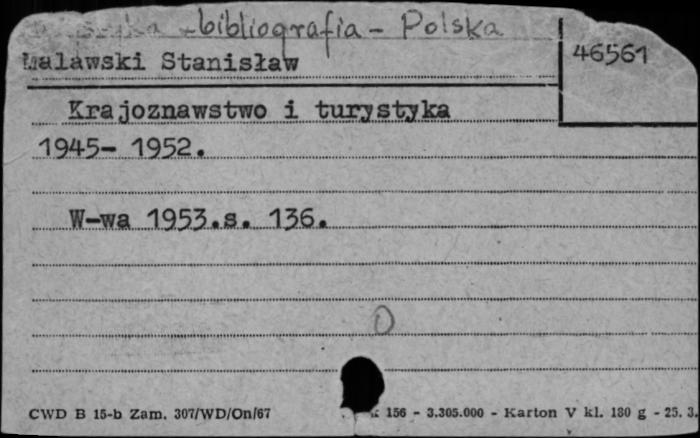 -bibliografia - Polska
46561
Malawski Stanisław
Krajoznawstwo i turystyka
1945- 1952.
W-wa 1953.s. 136.
CWD B 15-b Zam. 307/WD/On/67 156 - 3.305.000 - Karton V kl. 180 g - 25. 3.